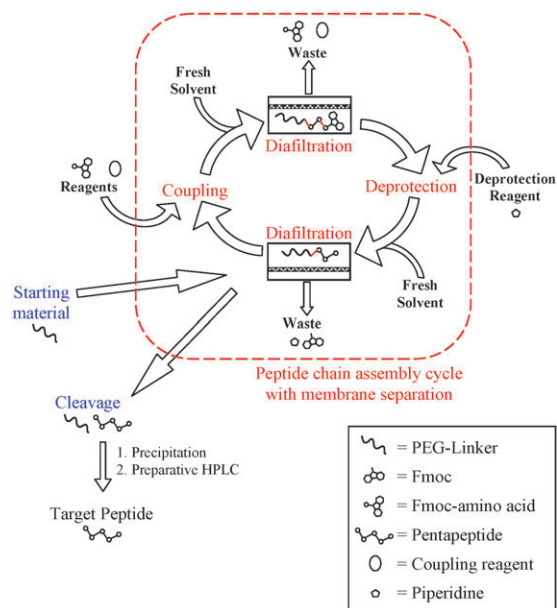 Waste
Fresh
Solvent
Diafiltration
Reagents
Coupling
Deprotection
Deprotection
Reagent
Diafiltration
Starting
material
Fresh
Solvent
Waste
Peptide chain assembly cycle
with membrane separation
Cleavage
1. Precipitation
2. Preparative HPLC
Target Peptide
= PEG-Linker
= Fmoc
= Fmoc-amino acid
= Pentapeptide
= Coupling reagent
= Piperidine